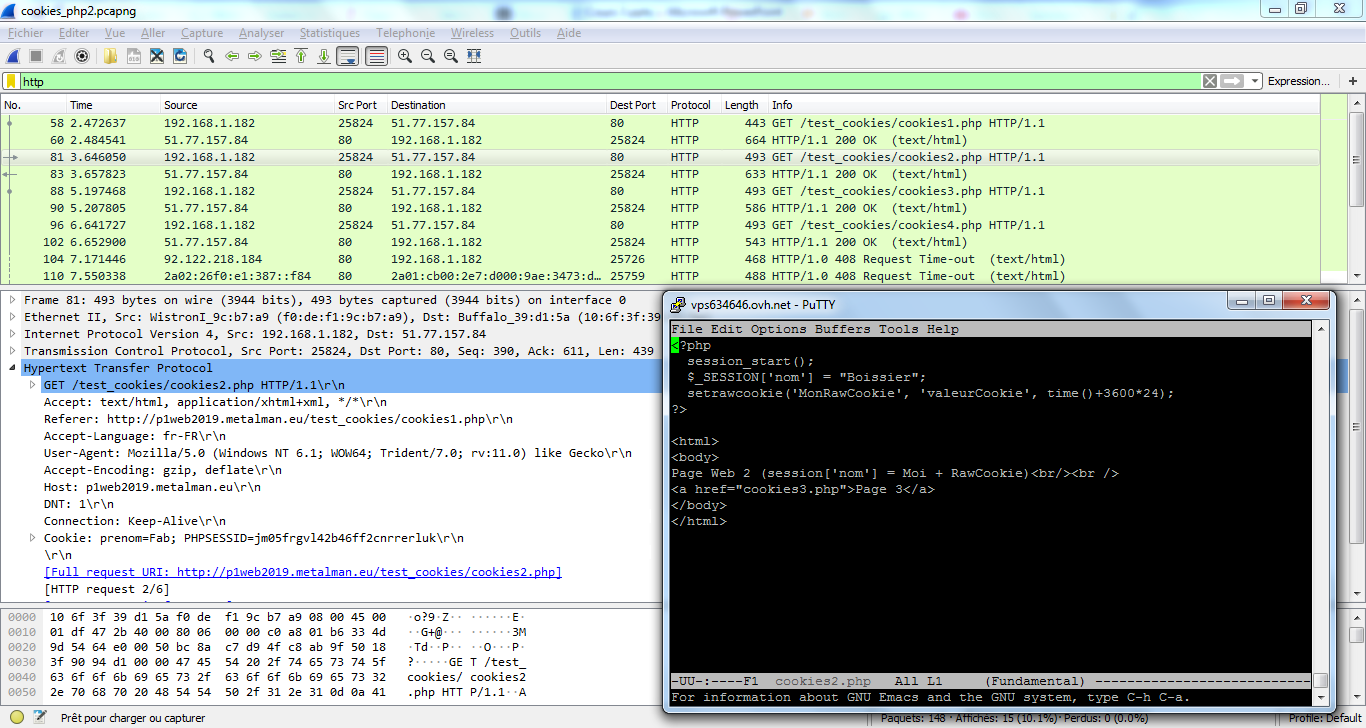 cookies_php2.pcapng
Fichier Editer Vue Aller Capture Analyser Statistiques Telephonie Wireless Outils Aide
http
Expression... +
No. Time Source Src Port Destination Dest Port Protocol Length Info
58 2.472637 192.168.1.182 25824 51.77.157.84 80 HTTP 443 GET /test_cookies/cookies1.php HTTP/1.1
60 2.484541 51.77.157.84 80 192.168.1.182 25824 HTTP 664 HTTP/1.1 200 OK (text/html)
81 3.646050 192.168.1.182 25824 51.77.157.84 80 HTTP 493 GET /test_cookies/cookies2.php HTTP/1.1
83 3.657823 51.77.157.84 80 192.168.1.182 25824 HTTP 633 HTTP/1.1 200 OK (text/html)
88 5.197468 192.168.1.182 25824 51.77.157.84 80 HTTP 493 GET /test_cookies/cookies3.php HTTP/1.1
90 5.207805 51.77.157.84 80 192.168.1.182 25824 HTTP 586 HTTP/1.1 200 OK (text/html)
96 6.641727 192.168.1.182 25824 51.77.157.84 80 HTTP 493 GET /test_cookies/cookies4.php HTTP/1.1
102 6.652900 51.77.157.84 80 192.168.1.182 25824 HTTP 543 HTTP/1.1 200 OK (text/html)
104 7.171446 92.122.218.184 80 192.168.1.182 25726 HTTP 468 HTTP/1.0 408 Request Time-out (text/html)
110 7.550338 2a02:26f0:e1:387::f84 80 2a01:cb00:2e7:d000:9ae:3473:d… 25759 HTTP 488 HTTP/1.0 408 Request Time-out (text/html)
Frame 81: 493 bytes on wire (3944 bits), 493 bytes captured (3944 bits) on interface 0
Ethernet II, Src: WistronI_9c:b7:a9 (f0:de:f1:9c:b7:a9), Dst: Buffalo_39:d1:5a (10:6f:3f:39
Internet Protocol Version 4, Src: 192.168.1.182, Dst: 51.77.157.84
Transmission Control Protocol, Src Port: 25824, Dst Port: 80, Seq: 390, Ack: 611, Len: 439
Hypertext Transfer Protocol
GET /test_cookies/cookies2.php HTTP/1.1\r\n
Accept: text/html, application/xhtml+xml, */*\r\n
Referer: http://p1web2019.metalman.eu/test_cookies/cookies1.php\r\n
Accept-Language: fr-FR\r\n
User-Agent: Mozilla/5.0 (Windows NT 6.1; WOW64; Trident/7.0; rv:11.0) like Gecko\r\n
Accept-Encoding: gzip, deflate\r\n
Host: p1web2019.metalman.eu\r\n
DNT: 1\r\n
Connection: Keep-Alive\r\n
Cookie: prenom=Fab; PHPSESSID=jm05frgvl42b46ff2cnrrerluk\r\n
\r\n
[Full request URI: http://p1web2019.metalman.eu/test_cookies/cookies2.php]
[HTTP request 2/6]
0000 10 6f 3f 39 d1 5a f0 de f1 9c b7 a9 08 00 45 00 ·o?9·Z·· ······E·
0010 01 df 47 2b 40 00 80 06 00 00 c0 a8 01 b6 33 4d ··G+@··· ······3M
0020 9d 54 64 e0 00 50 bc 8a c7 d9 4f c8 ab 9f 50 18 ·Td··P·· ··O···P·
0030 3f 90 94 d1 00 00 47 45 54 20 2f 74 65 73 74 5f ?·····GE T /test_
0040 63 6f 6f 6b 69 65 73 2f 63 6f 6f 6b 69 65 73 32 cookies/ cookies2
0050 2e 70 68 70 20 48 54 54 50 2f 31 2e 31 0d 0a 41 .php HTT P/1.1··A
Prêt pour charger ou capturer
Paquets: 148 · Affichés: 15 (10.1%) · Perdus: 0 (0.0%)
Profile: Default
vps634646.ovh.net - PuTTY
File Edit Options Buffers Tools Help
<?php
session_start();
$_SESSION['nom'] = "Boissier";
setrawcookie('MonRawCookie', 'valeurCookie', time()+3600*24);
?>
<html>
<body>
Page Web 2 (session['nom'] = Moi + RawCookie)<br/><br />
<a href="cookies3.php">Page 3</a>
</body>
</html>
-UU-:----F1 cookies2.php All L1 (Fundamental) ---------------------------
For information about GNU Emacs and the GNU system, type C-h C-a.